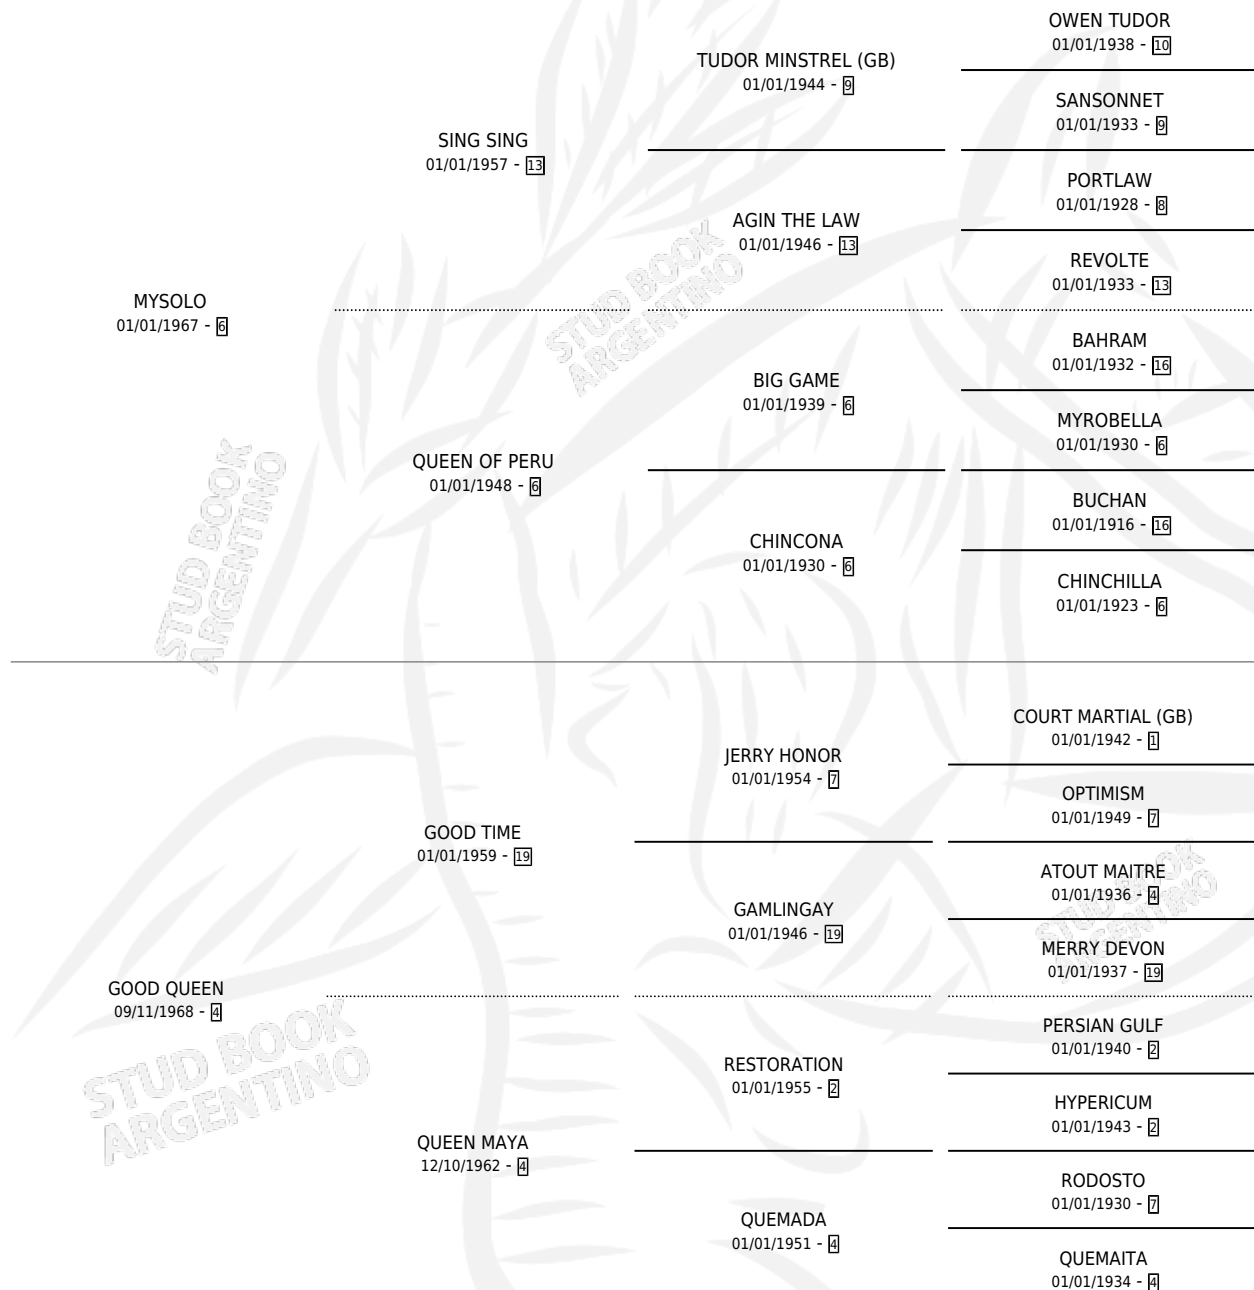 OWEN TUDOR
01/01/1938 - 10
TUDOR MINSTREL (GB)
01/01/1944 - 9
SANSONNET
01/01/1933 - 9
SING SING
01/01/1957 - 13
PORTLAW
01/01/1928 - 8
AGIN THE LAW
01/01/1946 - 13
REVOLTE
01/01/1933 - 13
MYSOLO
01/01/1967 - 6
BAHRAM
01/01/1932 - 16
BIG GAME
01/01/1939 - 6
MYROBELLA
01/01/1930 - 6
QUEEN OF PERU
01/01/1948 - 6
BUCHAN
01/01/1916 - 16
CHINCONA
01/01/1930 - 6
CHINCHILLA
01/01/1923 - 6
STUD BOOK
ARGENTINO
STUD BOOK
ARGENTINO
COURT MARTIAL (GB)
01/01/1942 - 1
JERRY HONOR
01/01/1954 - 7
OPTIMISM
01/01/1949 - 7
GOOD TIME
01/01/1959 - 19
ATOUT MAITRE
01/01/1936 - 4
GAMLINGAY
01/01/1946 - 19
MERRY DEVON
01/01/1937 - 19
STUD BOOK
ARGENTINO
GOOD QUEEN
09/11/1968 - 4
PERSIAN GULF
01/01/1940 - 2
RESTORATION
01/01/1955 - 2
HYPERICUM
01/01/1943 - 2
STUD BOOK
ARGENTINO
QUEEN MAYA
12/10/1962 - 4
RODOSTO
01/01/1930 - 7
QUEMADA
01/01/1951 - 4
QUEMAITA
01/01/1934 - 4